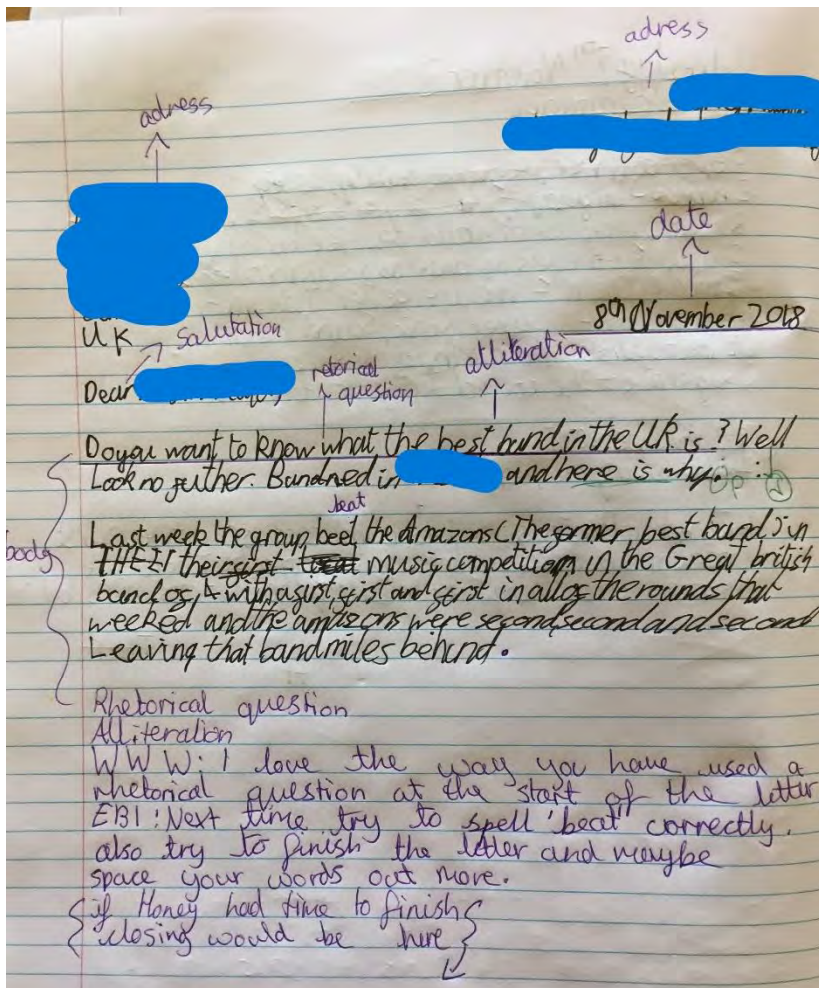 adress
adress
date
8th November 2018
UK
Salutation
Dear
retorical
question
alliteration
Do you want to know what the best band in the UK is? Well
Look no futher. Bandned in and here is why.
beat
Last week the group beet the Amazons (The former best band) in
THEIr their first music competition in the Great british
band of, 4 with a first, first and first in all of the rounds that
weeked and the amazons were second, second and second
Leaving that band miles behind.
body
Rhetorical question
Alliteration
WWW: I love the way you have used a
rhetorical question at the start of the letter
EBI: Next time try to spell 'beat' correctly.
also try to finish the letter and maybe
space your words out more.
if Honey had time to finish
closing would be here